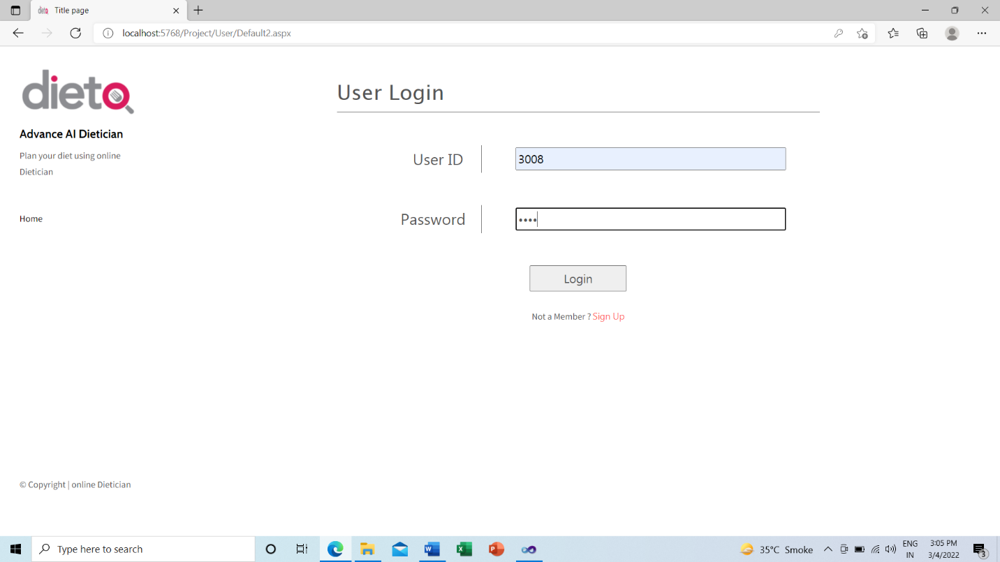 Title page
localhost:5768/Project/User/Default2.aspx
dieto
Advance AI Dietician
Plan your diet using online
Dietician
Home
User Login
User ID
3008
Password
••••
Login
Not a Member ? Sign Up
© Copyright | online Dietician
Type here to search
35°C Smoke
ENG
IN
3:05 PM
3/4/2022
3